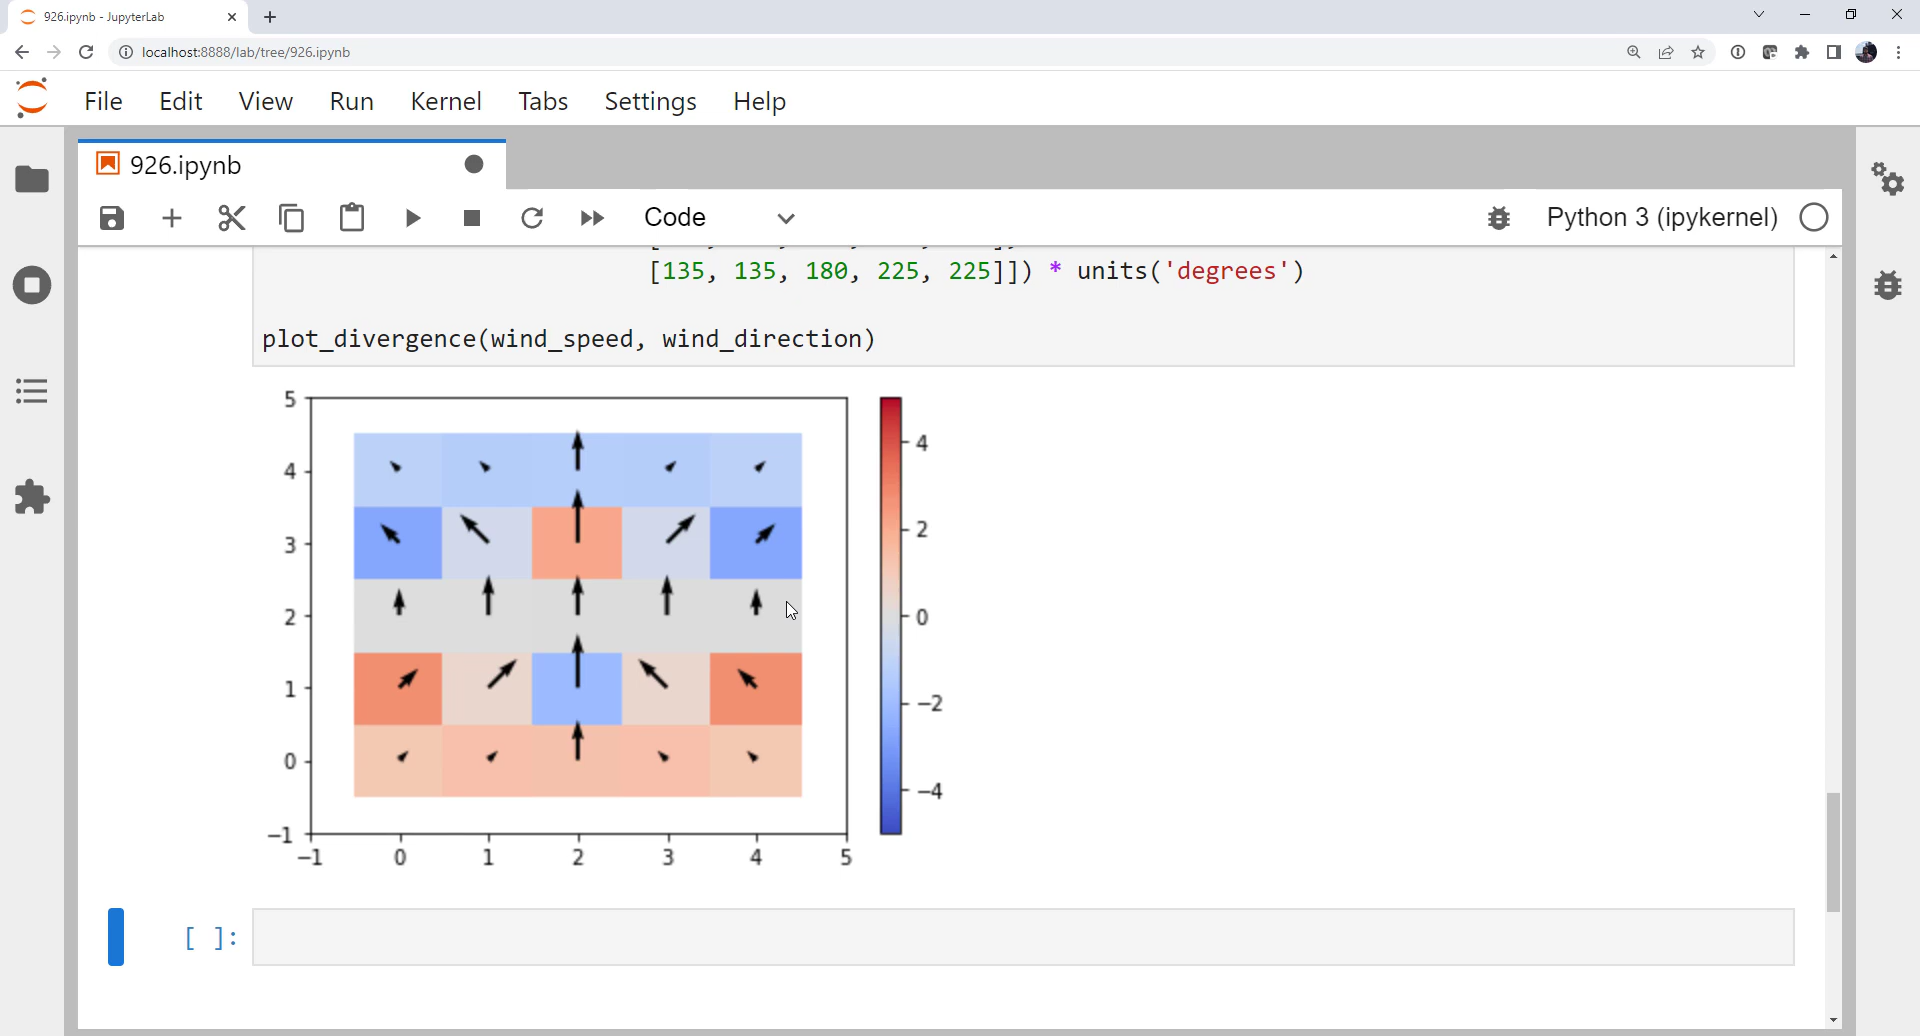 926.ipynb - JupyterLab
localhost:8888/lab/tree/926.ipynb
File Edit View Run Kernel Tabs Settings Help
926.ipynb
Code
Python 3 (ipykernel)
[135, 135, 180, 225, 225]]) * units('degrees')
plot_divergence(wind_speed, wind_direction)
5
4
3
2
1
0
−1
−1 0 1 2 3 4 5
4
2
0
−2
−4
[ ]: